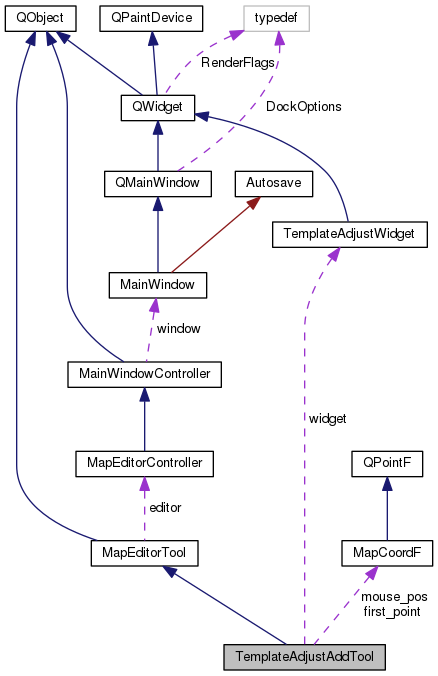 QObject
QPaintDevice
typedef
RenderFlags
QWidget
DockOptions
QMainWindow
Autosave
TemplateAdjustWidget
MainWindow
window
MainWindowController
widget
MapEditorController
QPointF
editor
MapEditorTool
MapCoordF
mouse_pos
first_point
TemplateAdjustAddTool